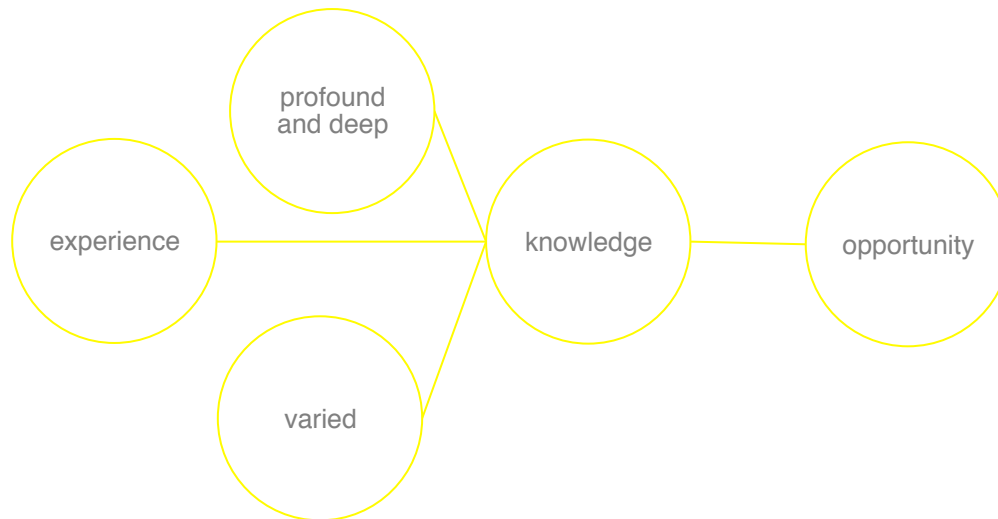 profound
and deep
experience
knowledge
opportunity
varied